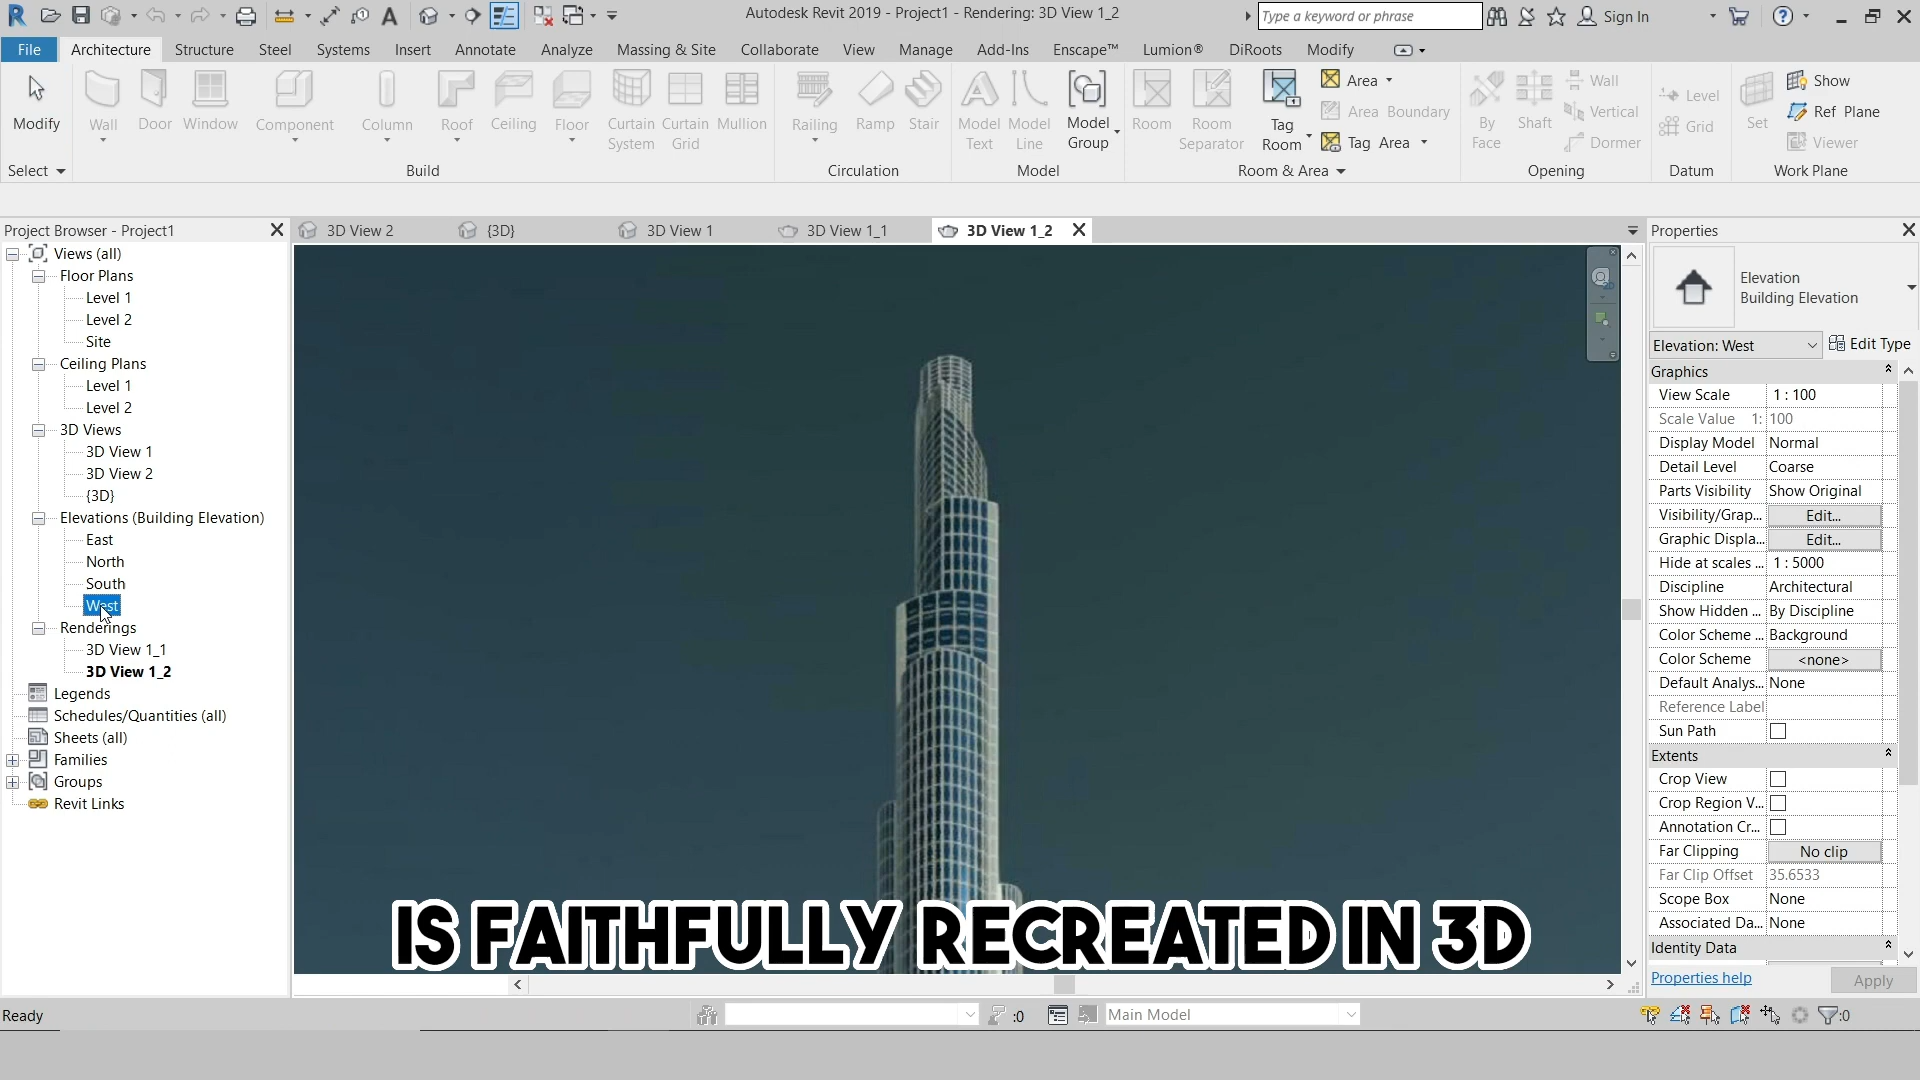 Autodesk Revit 2019 - Project1 - Rendering: 3D View 1_2
Type a keyword or phrase
Sign In
File Architecture Structure Steel Systems Insert Annotate Analyze Massing & Site Collaborate View Manage Add-Ins Enscape™ Lumion® DiRoots Modify
Modify
Wall
Door
Window
Component
Column
Roof
Ceiling
Floor
Curtain System
Curtain Grid
Mullion
Railing
Ramp
Stair
Model Text
Model Line
Model Group
Room
Room Separator
Tag Room
Area
Area Boundary
Tag Area
By Face
Shaft
Wall
Vertical
Dormer
Level
Grid
Set
Show
Ref Plane
Viewer
Select Build Circulation Model Room & Area Opening Datum Work Plane
Project Browser - Project1
Views (all)
Floor Plans
Level 1
Level 2
Site
Ceiling Plans
Level 1
Level 2
3D Views
3D View 1
3D View 2
{3D}
Elevations (Building Elevation)
East
North
South
West
Renderings
3D View 1_1
3D View 1_2
Legends
Schedules/Quantities (all)
Sheets (all)
Families
Groups
Revit Links
3D View 2 {3D} 3D View 1 3D View 1_1 3D View 1_2
IS FAITHFULLY RECREATED IN 3D
Properties
Elevation
Building Elevation
Elevation: West Edit Type
Graphics
View Scale 1 : 100
Scale Value 1: 100
Display Model Normal
Detail Level Coarse
Parts Visibility Show Original
Visibility/Grap... Edit...
Graphic Displa... Edit...
Hide at scales ... 1 : 5000
Discipline Architectural
Show Hidden ... By Discipline
Color Scheme ... Background
Color Scheme <none>
Default Analys... None
Reference Label
Sun Path
Extents
Crop View
Crop Region V...
Annotation Cr...
Far Clipping No clip
Far Clip Offset 35.6533
Scope Box None
Associated Da... None
Identity Data
Properties help Apply
Ready
:0
Main Model
:0